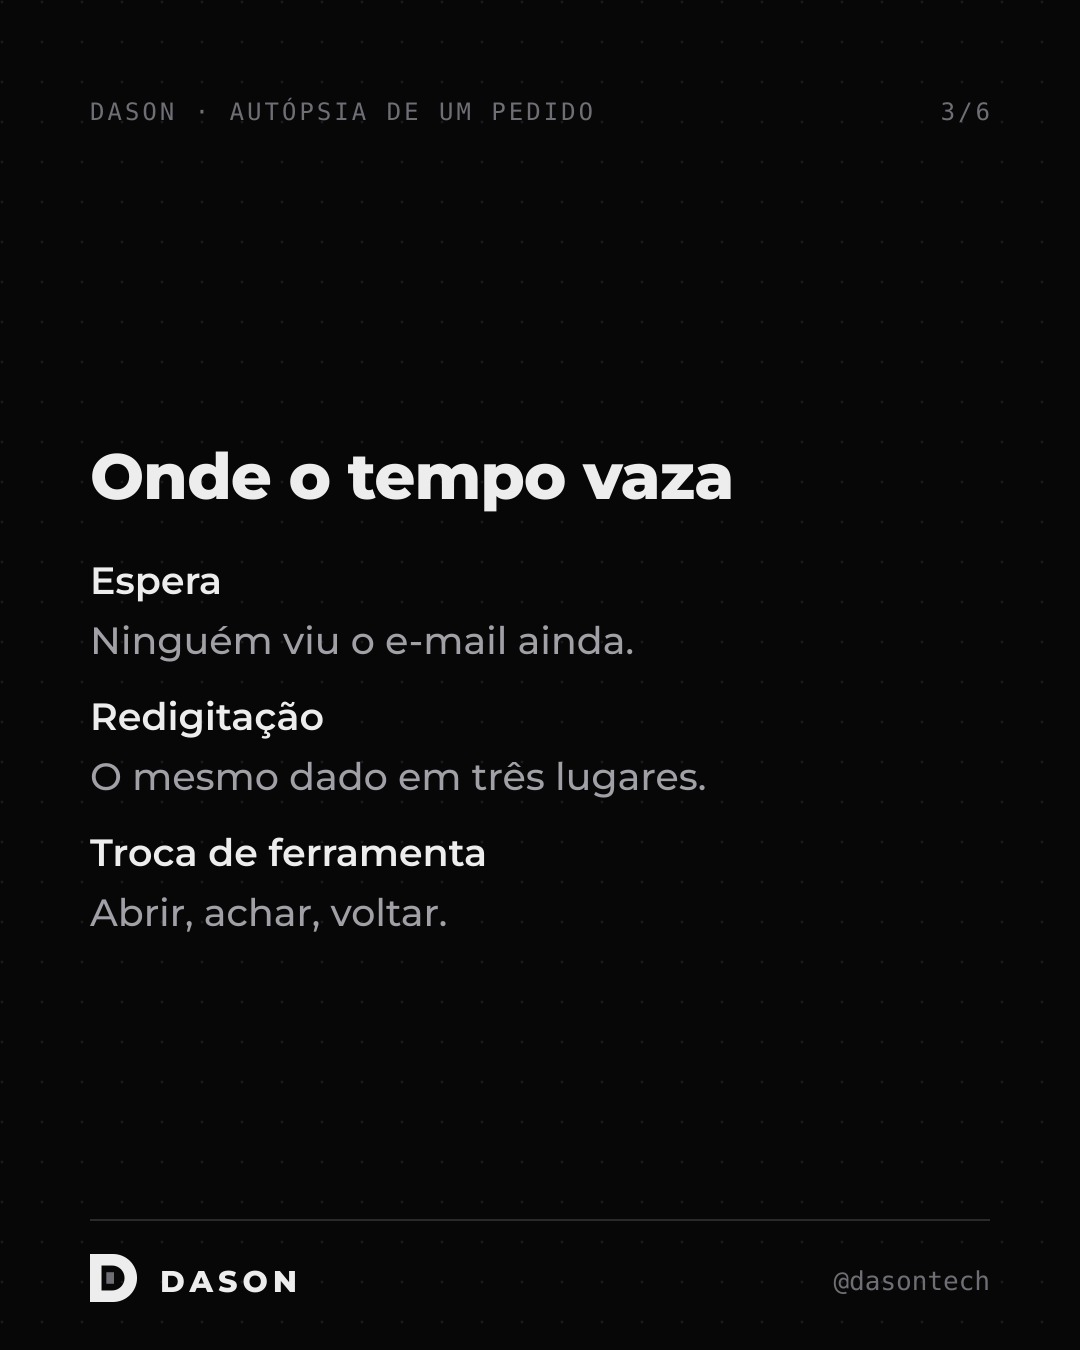 DASON · AUTÓPSIA DE UM PEDIDO 3/6
Onde o tempo vaza
Espera
Ninguém viu o e-mail ainda.
Redigitação
O mesmo dado em três lugares.
Troca de ferramenta
Abrir, achar, voltar.
DASON @dasontech